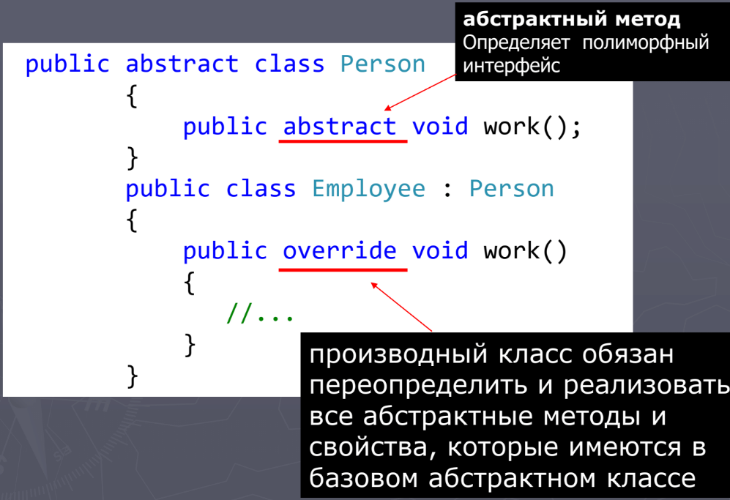 абстрактный метод
Определяет полиморфный
интерфейс
public abstract class Person
{
public abstract void work();
}
public class Employee : Person
{
public override void work()
{
//...
}
}
производный класс обязан
переопределить и реализовать
все абстрактные методы и
свойства, которые имеются в
базовом абстрактном классе